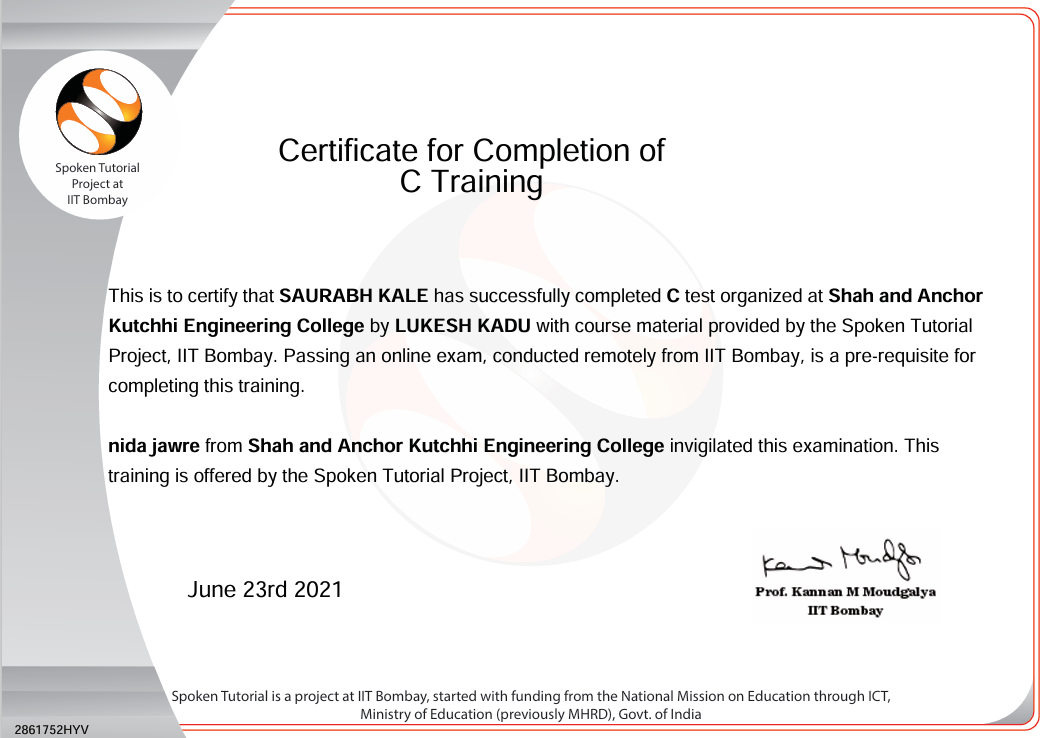 Spoken Tutorial
Project at
IIT Bombay
Certificate for Completion of
C Training
This is to certify that SAURABH KALE has successfully completed C test organized at Shah and Anchor
Kutchhi Engineering College by LUKESH KADU with course material provided by the Spoken Tutorial
Project, IIT Bombay. Passing an online exam, conducted remotely from IIT Bombay, is a pre-requisite for
completing this training.
nida jawre from Shah and Anchor Kutchhi Engineering College invigilated this examination. This
training is offered by the Spoken Tutorial Project, IIT Bombay.
June 23rd 2021
Prof. Kannan M Moudgalya
IIT Bombay
Spoken Tutorial is a project at IIT Bombay, started with funding from the National Mission on Education through ICT,
Ministry of Education (previously MHRD), Govt. of India
2861752HYV